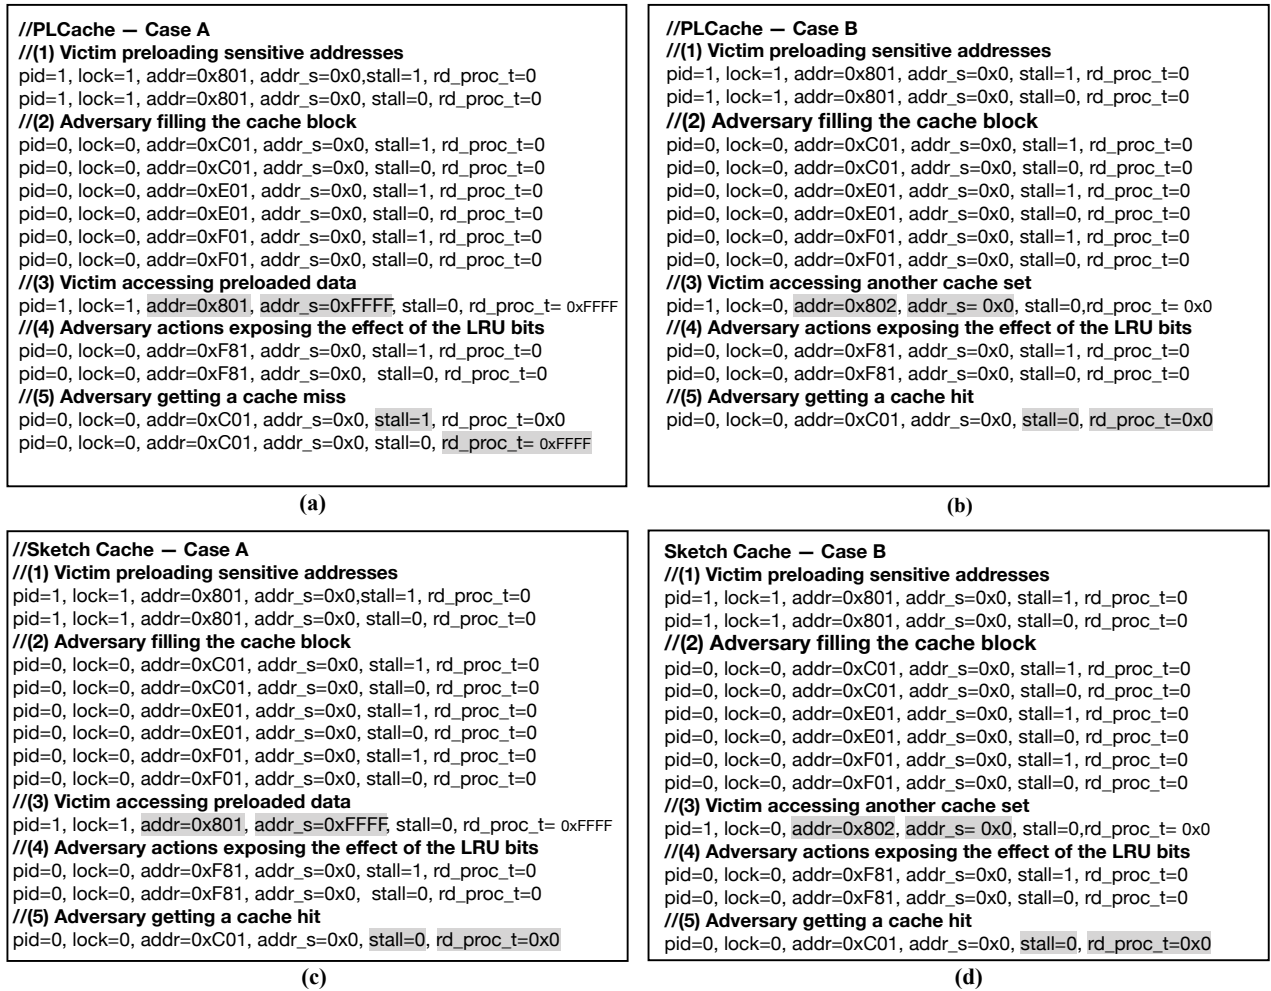 //PLCache — Case A
//(1) Victim preloading sensitive addresses
pid=1, lock=1, addr=0x801, addr_s=0x0,stall=1, rd_proc_t=0
pid=1, lock=1, addr=0x801, addr_s=0x0, stall=0, rd_proc_t=0
//(2) Adversary filling the cache block
pid=0, lock=0, addr=0xC01, addr_s=0x0, stall=1, rd_proc_t=0
pid=0, lock=0, addr=0xC01, addr_s=0x0, stall=0, rd_proc_t=0
pid=0, lock=0, addr=0xE01, addr_s=0x0, stall=1, rd_proc_t=0
pid=0, lock=0, addr=0xE01, addr_s=0x0, stall=0, rd_proc_t=0
pid=0, lock=0, addr=0xF01, addr_s=0x0, stall=1, rd_proc_t=0
pid=0, lock=0, addr=0xF01, addr_s=0x0, stall=0, rd_proc_t=0
//(3) Victim accessing preloaded data
pid=1, lock=1, addr=0x801, addr_s=0xFFFF, stall=0, rd_proc_t= 0xFFFF
//(4) Adversary actions exposing the effect of the LRU bits
pid=0, lock=0, addr=0xF81, addr_s=0x0, stall=1, rd_proc_t=0
pid=0, lock=0, addr=0xF81, addr_s=0x0, stall=0, rd_proc_t=0
//(5) Adversary getting a cache miss
pid=0, lock=0, addr=0xC01, addr_s=0x0, stall=1, rd_proc_t=0x0
pid=0, lock=0, addr=0xC01, addr_s=0x0, stall=0, rd_proc_t= 0xFFFF
(a)
//PLCache — Case B
//(1) Victim preloading sensitive addresses
pid=1, lock=1, addr=0x801, addr_s=0x0, stall=1, rd_proc_t=0
pid=1, lock=1, addr=0x801, addr_s=0x0, stall=0, rd_proc_t=0
//(2) Adversary filling the cache block
pid=0, lock=0, addr=0xC01, addr_s=0x0, stall=1, rd_proc_t=0
pid=0, lock=0, addr=0xC01, addr_s=0x0, stall=0, rd_proc_t=0
pid=0, lock=0, addr=0xE01, addr_s=0x0, stall=1, rd_proc_t=0
pid=0, lock=0, addr=0xE01, addr_s=0x0, stall=0, rd_proc_t=0
pid=0, lock=0, addr=0xF01, addr_s=0x0, stall=1, rd_proc_t=0
pid=0, lock=0, addr=0xF01, addr_s=0x0, stall=0, rd_proc_t=0
//(3) Victim accessing another cache set
pid=1, lock=0, addr=0x802, addr_s= 0x0, stall=0,rd_proc_t= 0x0
//(4) Adversary actions exposing the effect of the LRU bits
pid=0, lock=0, addr=0xF81, addr_s=0x0, stall=1, rd_proc_t=0
pid=0, lock=0, addr=0xF81, addr_s=0x0, stall=0, rd_proc_t=0
//(5) Adversary getting a cache hit
pid=0, lock=0, addr=0xC01, addr_s=0x0, stall=0, rd_proc_t=0x0
(b)
//Sketch Cache — Case A
//(1) Victim preloading sensitive addresses
pid=1, lock=1, addr=0x801, addr_s=0x0,stall=1, rd_proc_t=0
pid=1, lock=1, addr=0x801, addr_s=0x0, stall=0, rd_proc_t=0
//(2) Adversary filling the cache block
pid=0, lock=0, addr=0xC01, addr_s=0x0, stall=1, rd_proc_t=0
pid=0, lock=0, addr=0xC01, addr_s=0x0, stall=0, rd_proc_t=0
pid=0, lock=0, addr=0xE01, addr_s=0x0, stall=1, rd_proc_t=0
pid=0, lock=0, addr=0xE01, addr_s=0x0, stall=0, rd_proc_t=0
pid=0, lock=0, addr=0xF01, addr_s=0x0, stall=1, rd_proc_t=0
pid=0, lock=0, addr=0xF01, addr_s=0x0, stall=0, rd_proc_t=0
//(3) Victim accessing preloaded data
pid=1, lock=1, addr=0x801, addr_s=0xFFFF, stall=0, rd_proc_t= 0xFFFF
//(4) Adversary actions exposing the effect of the LRU bits
pid=0, lock=0, addr=0xF81, addr_s=0x0, stall=1, rd_proc_t=0
pid=0, lock=0, addr=0xF81, addr_s=0x0, stall=0, rd_proc_t=0
//(5) Adversary getting a cache hit
pid=0, lock=0, addr=0xC01, addr_s=0x0, stall=0, rd_proc_t=0x0
(c)
Sketch Cache — Case B
//(1) Victim preloading sensitive addresses
pid=1, lock=1, addr=0x801, addr_s=0x0, stall=1, rd_proc_t=0
pid=1, lock=1, addr=0x801, addr_s=0x0, stall=0, rd_proc_t=0
//(2) Adversary filling the cache block
pid=0, lock=0, addr=0xC01, addr_s=0x0, stall=1, rd_proc_t=0
pid=0, lock=0, addr=0xC01, addr_s=0x0, stall=0, rd_proc_t=0
pid=0, lock=0, addr=0xE01, addr_s=0x0, stall=1, rd_proc_t=0
pid=0, lock=0, addr=0xE01, addr_s=0x0, stall=0, rd_proc_t=0
pid=0, lock=0, addr=0xF01, addr_s=0x0, stall=1, rd_proc_t=0
pid=0, lock=0, addr=0xF01, addr_s=0x0, stall=0, rd_proc_t=0
//(3) Victim accessing another cache set
pid=1, lock=0, addr=0x802, addr_s= 0x0, stall=0,rd_proc_t= 0x0
//(4) Adversary actions exposing the effect of the LRU bits
pid=0, lock=0, addr=0xF81, addr_s=0x0, stall=1, rd_proc_t=0
pid=0, lock=0, addr=0xF81, addr_s=0x0, stall=0, rd_proc_t=0
//(5) Adversary getting a cache hit
pid=0, lock=0, addr=0xC01, addr_s=0x0, stall=0, rd_proc_t=0x0
(d)